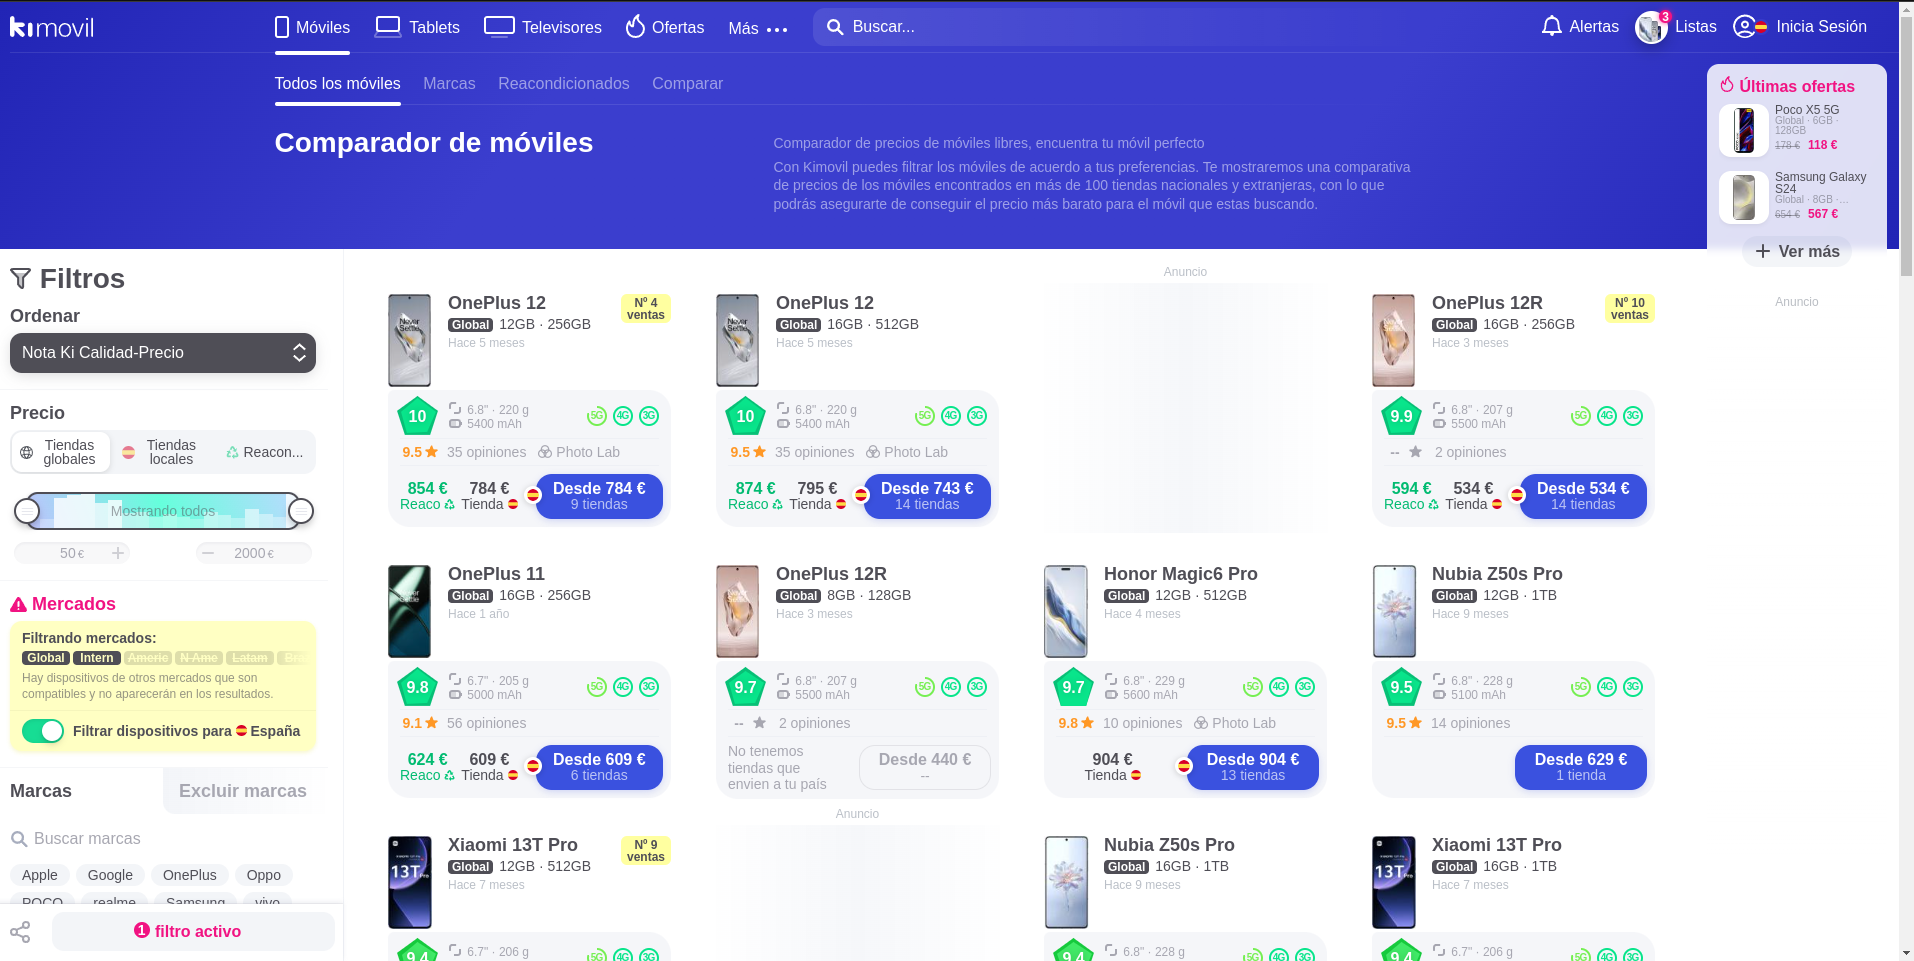 kimovil
Móviles
Tablets
Televisores
Ofertas
Más
Buscar...
Alertas
3
Listas
Inicia Sesión
Todos los móviles
Marcas
Reacondicionados
Comparar
Comparador de móviles
Comparador de precios de móviles libres, encuentra tu móvil perfecto
Con Kimovil puedes filtrar los móviles de acuerdo a tus preferencias. Te mostraremos una comparativa
de precios de los móviles encontrados en más de 100 tiendas nacionales y extranjeras, con lo que
podrás asegurarte de conseguir el precio más barato para el móvil que estas buscando.
Últimas ofertas
Poco X5 5G
Global · 6GB ·
128GB
178 € 118 €
Samsung Galaxy
S24
Global · 8GB ·...
654 € 567 €
Ver más
Anuncio
Filtros
Ordenar
Nota Ki Calidad-Precio
Precio
Tiendas
globales
Tiendas
locales
Reacon...
Mostrando todos
50 €
2000 €
Mercados
Filtrando mercados:
Global Intern Americ N Ame Latam Bra
Hay dispositivos de otros mercados que son
compatibles y no aparecerán en los resultados.
Filtrar dispositivos para España
Marcas
Excluir marcas
Buscar marcas
Apple Google OnePlus Oppo
POCO realme Samsung vivo
1 filtro activo
OnePlus 12
Nº 4
ventas
Global 12GB · 256GB
Hace 5 meses
Never
Settle
10
6.8" · 220 g
5400 mAh
5G 4G 3G
9.5 35 opiniones Photo Lab
854 €
Reaco
784 €
Tienda
Desde 784 €
9 tiendas
OnePlus 12
Global 16GB · 512GB
Hace 5 meses
Never
Settle
10
6.8" · 220 g
5400 mAh
5G 4G 3G
9.5 35 opiniones Photo Lab
874 €
Reaco
795 €
Tienda
Desde 743 €
14 tiendas
Anuncio
OnePlus 12R
Nº 10
ventas
Global 16GB · 256GB
Hace 3 meses
9.9
6.8" · 207 g
5500 mAh
5G 4G 3G
-- 2 opiniones
594 €
Reaco
534 €
Tienda
Desde 534 €
14 tiendas
OnePlus 11
Global 16GB · 256GB
Hace 1 año
9.8
6.7" · 205 g
5000 mAh
5G 4G 3G
9.1 56 opiniones
624 €
Reaco
609 €
Tienda
Desde 609 €
6 tiendas
OnePlus 12R
Global 8GB · 128GB
Hace 3 meses
9.7
6.8" · 207 g
5500 mAh
5G 4G 3G
-- 2 opiniones
No tenemos
tiendas que
envien a tu país
Desde 440 €
--
Honor Magic6 Pro
Global 12GB · 512GB
Hace 4 meses
9.7
6.8" · 229 g
5600 mAh
5G 4G 3G
9.8 10 opiniones Photo Lab
904 €
Tienda
Desde 904 €
13 tiendas
Nubia Z50s Pro
Global 12GB · 1TB
Hace 9 meses
9.5
6.8" · 228 g
5100 mAh
5G 4G 3G
9.5 14 opiniones
Desde 629 €
1 tienda
Xiaomi 13T Pro
Nº 9
ventas
Global 12GB · 512GB
Hace 7 meses
13T
Pro
9.4
6.7" · 206 g
5G 4G 3G
Anuncio
Nubia Z50s Pro
Global 16GB · 1TB
Hace 9 meses
9.4
6.8" · 228 g
5G 4G 3G
Xiaomi 13T Pro
Global 16GB · 1TB
Hace 7 meses
13T
Pro
9.4
6.7" · 206 g
5G 4G 3G